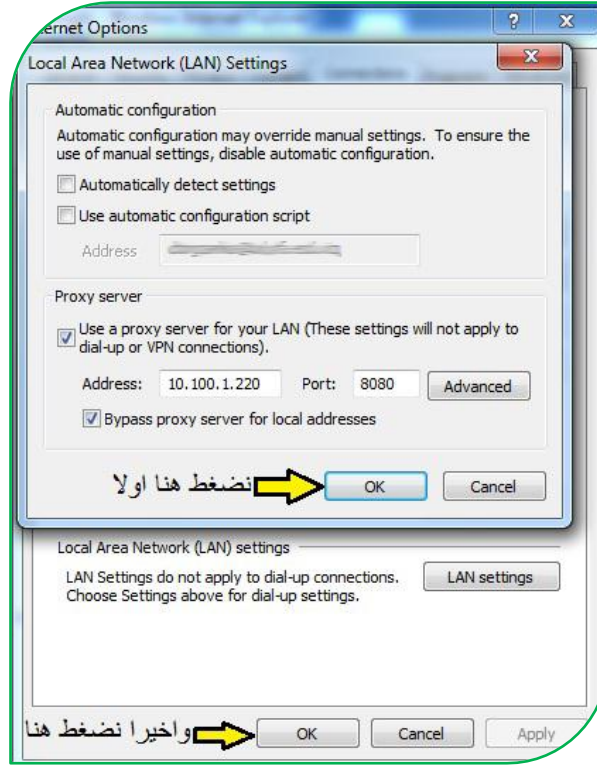 ernet Options
Local Area Network (LAN) Settings
Automatic configuration
Automatic configuration may override manual settings. To ensure the
use of manual settings, disable automatic configuration.
Automatically detect settings
Use automatic configuration script
Address
Proxy server
Use a proxy server for your LAN (These settings will not apply to
dial-up or VPN connections).
Address: 10.100.1.220 Port: 8080 Advanced
Bypass proxy server for local addresses
نضغط هنا اولا OK Cancel
Local Area Network (LAN) settings
LAN Settings do not apply to dial-up connections. LAN settings
Choose Settings above for dial-up settings.
واخيرا نضغط هنا OK Cancel Apply